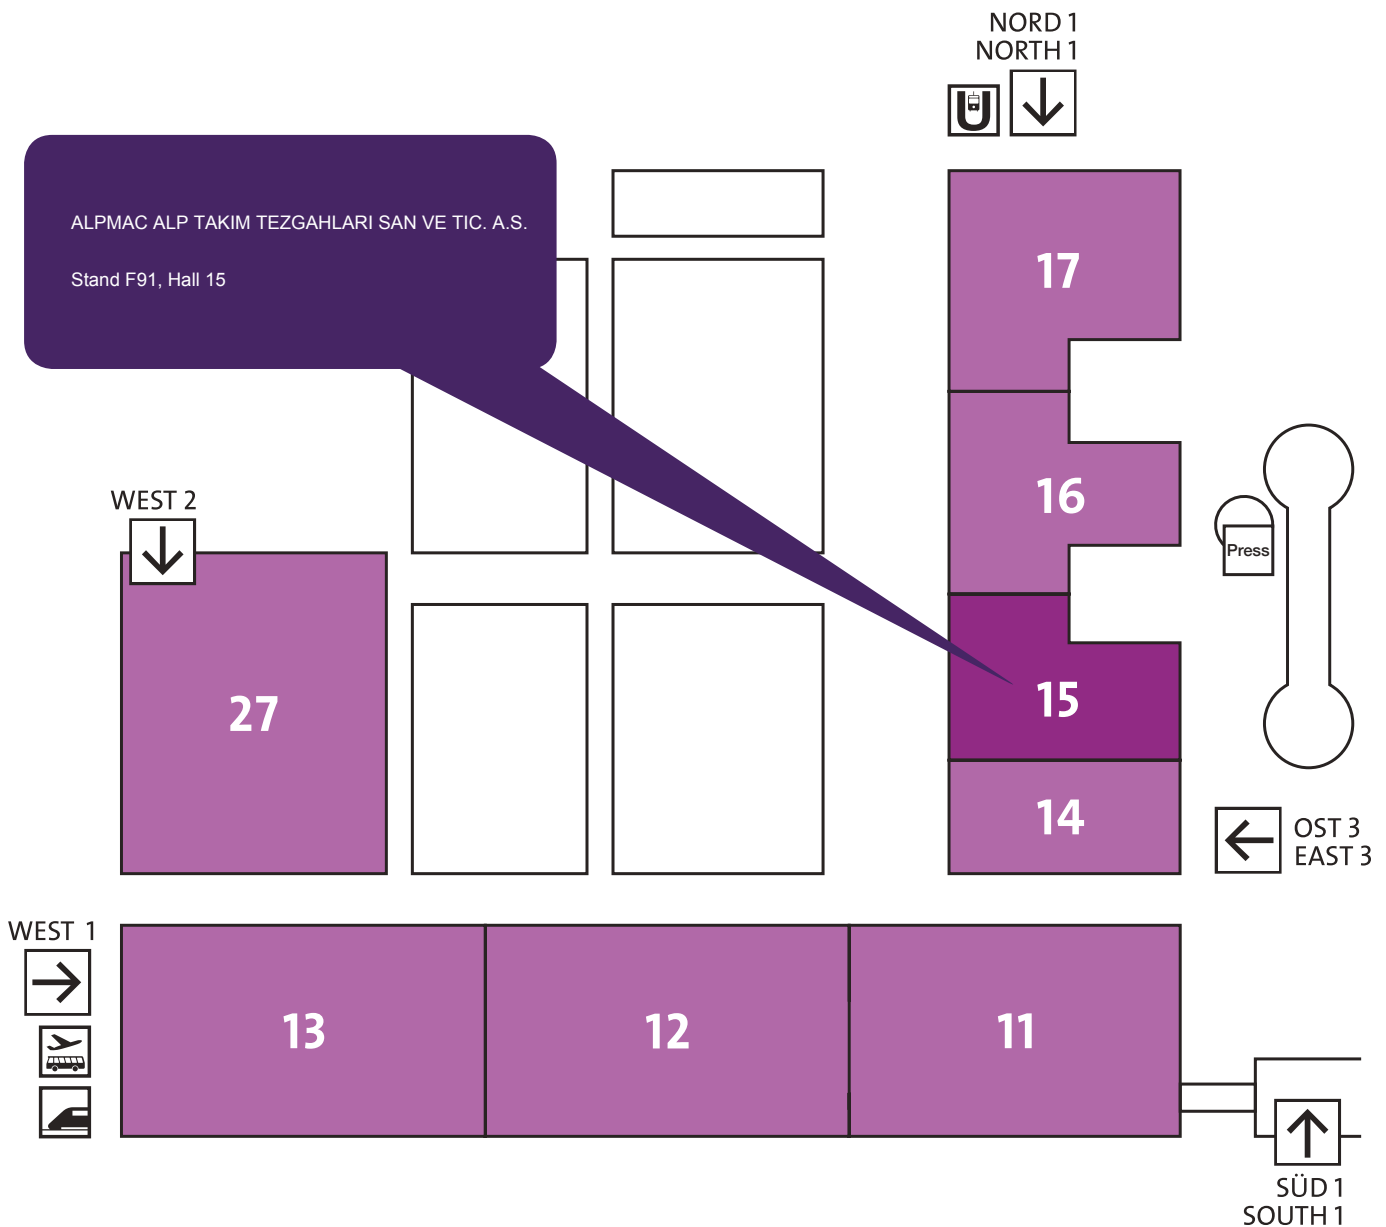 NORD 1
NORTH 1
U
ALPMAC ALP TAKIM TEZGAHLARI SAN VE TIC. A.S.
Stand F91, Hall 15
17
16
WEST 2
Press
27
15
14
OST 3
EAST 3
WEST 1
13
12
11
SÜD 1
SOUTH 1